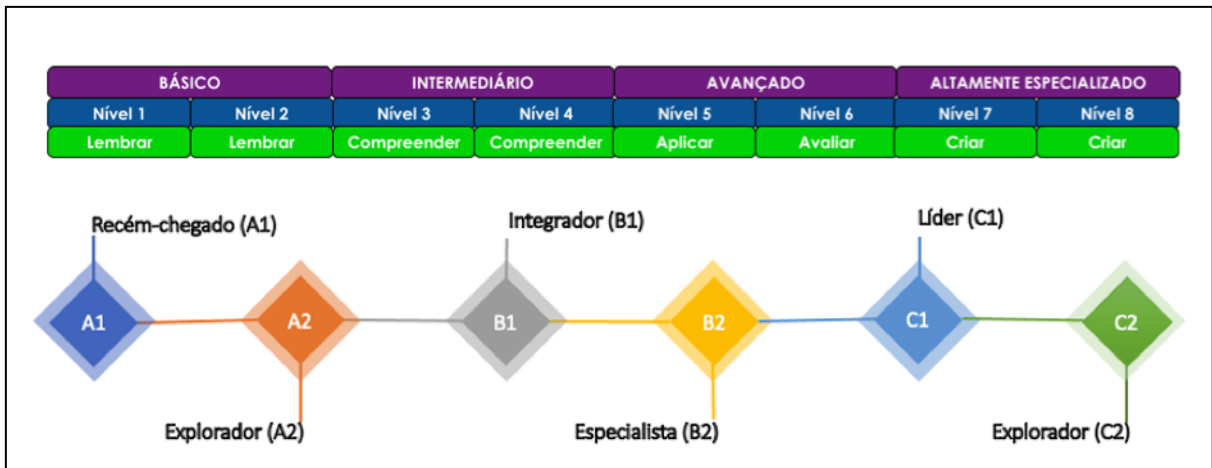 BÁSICO INTERMEDIÁRIO AVANÇADO ALTAMENTE ESPECIALIZADO
Nível 1 Nível 2 Nível 3 Nível 4 Nível 5 Nível 6 Nível 7 Nível 8
Lembrar Lembrar Compreender Compreender Aplicar Avaliar Criar Criar
Recém-chegado (A1) Integrador (B1) Líder (C1)
A1 A2 B1 B2 C1 C2
Explorador (A2) Especialista (B2) Explorador (C2)